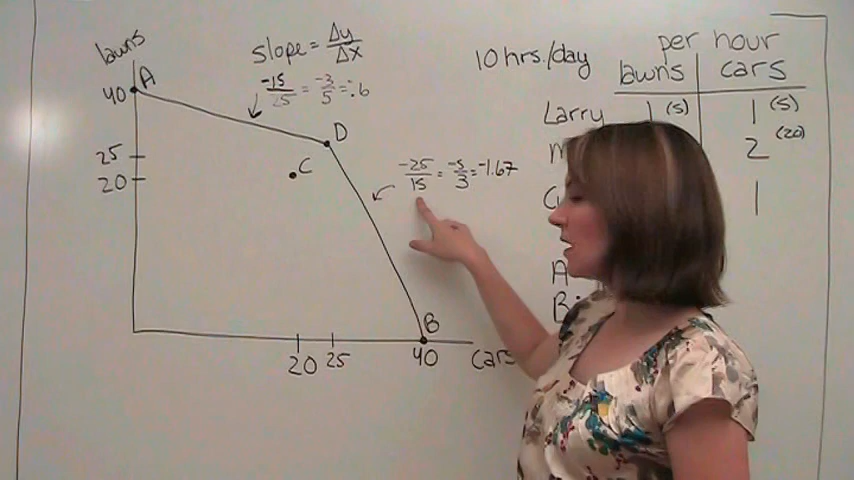 lawns
slope = Δy/Δx
-15/25 = -3/5 = -.6
40 A
D
25
20
C
-25/15 = -5/3 = -1.67
B
20 25 40 cars
10 hrs./day
per hour
lawns cars
Larry 1 (5) 1 (5)
2 (20)
1
A
B